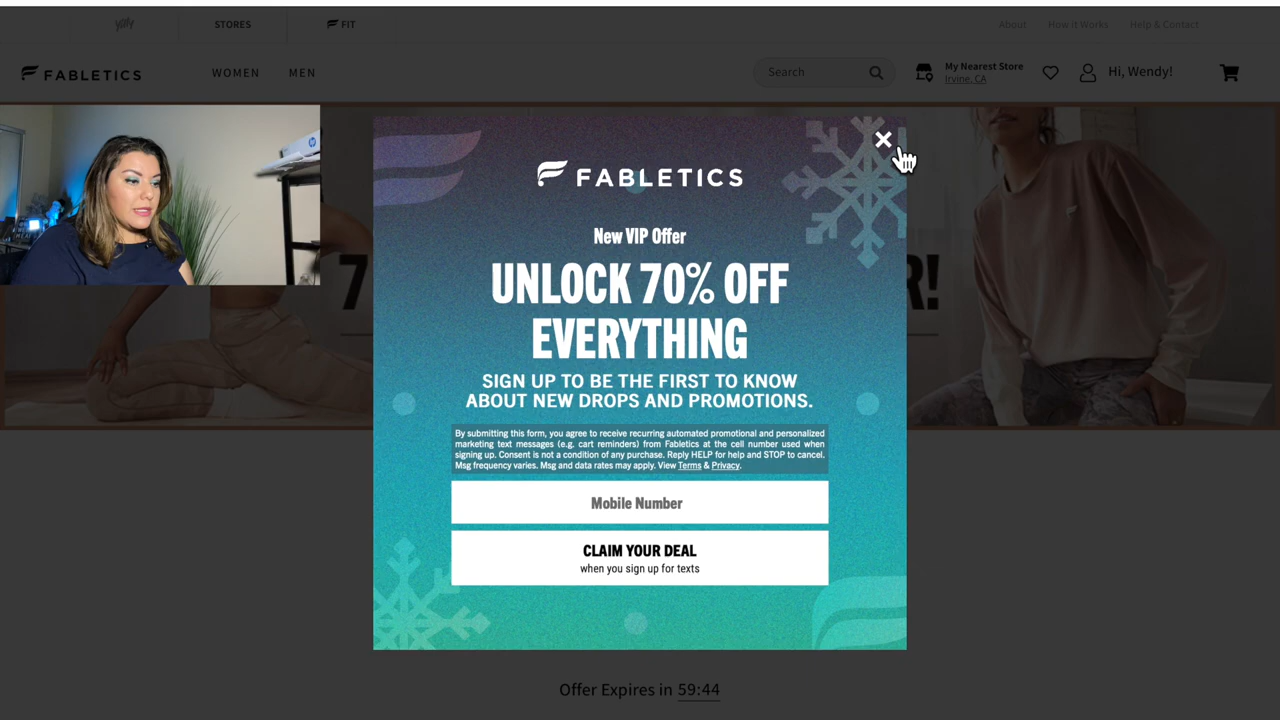 yitty
STORES
FIT
About
How it Works
Help & Contact
FABLETICS
WOMEN
MEN
Search
My Nearest Store
Irvine, CA
Hi, Wendy!
hp
7
R!
FABLETICS
New VIP Offer
UNLOCK 70% OFF
EVERYTHING
SIGN UP TO BE THE FIRST TO KNOW
ABOUT NEW DROPS AND PROMOTIONS.
By submitting this form, you agree to receive recurring automated promotional and personalized
marketing text messages (e.g. cart reminders) from Fabletics at the cell number used when
signing up. Consent is not a condition of any purchase. Reply HELP for help and STOP to cancel.
Msg frequency varies. Msg and data rates may apply. View Terms & Privacy.
Mobile Number
CLAIM YOUR DEAL
when you sign up for texts
Offer Expires in 59:44